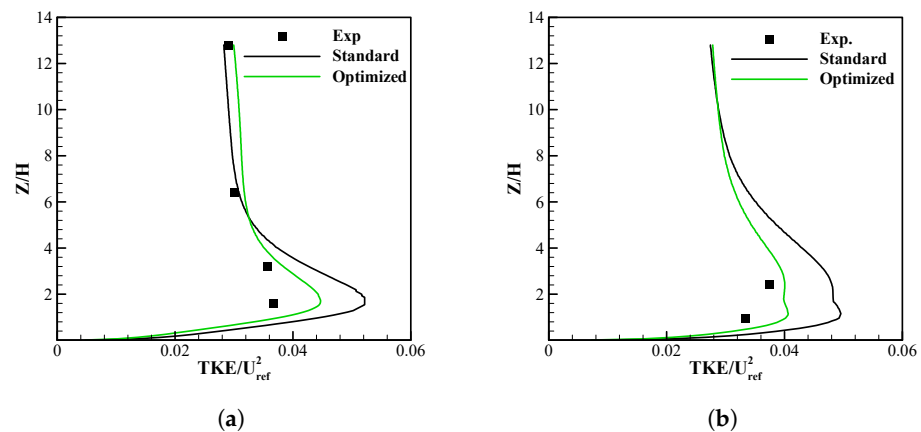 14
12
10
8
6
4
2
0
0.02
0.04
0.06
Z/H
TKE/U²ref
Exp
Standard
Optimized
(a)
14
12
10
8
6
4
2
0
0.02
0.04
0.06
Z/H
TKE/U²ref
Exp.
Standard
Optimized
(b)